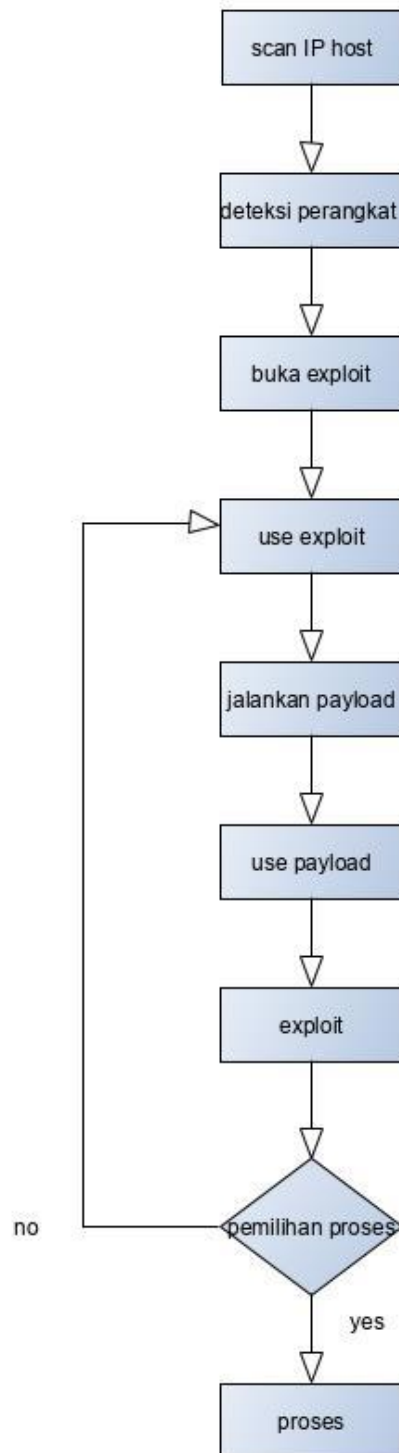 scan IP host
deteksi perangkat
buka exploit
use exploit
jalankan payload
use payload
exploit
pemilihan proses
no
yes
proses